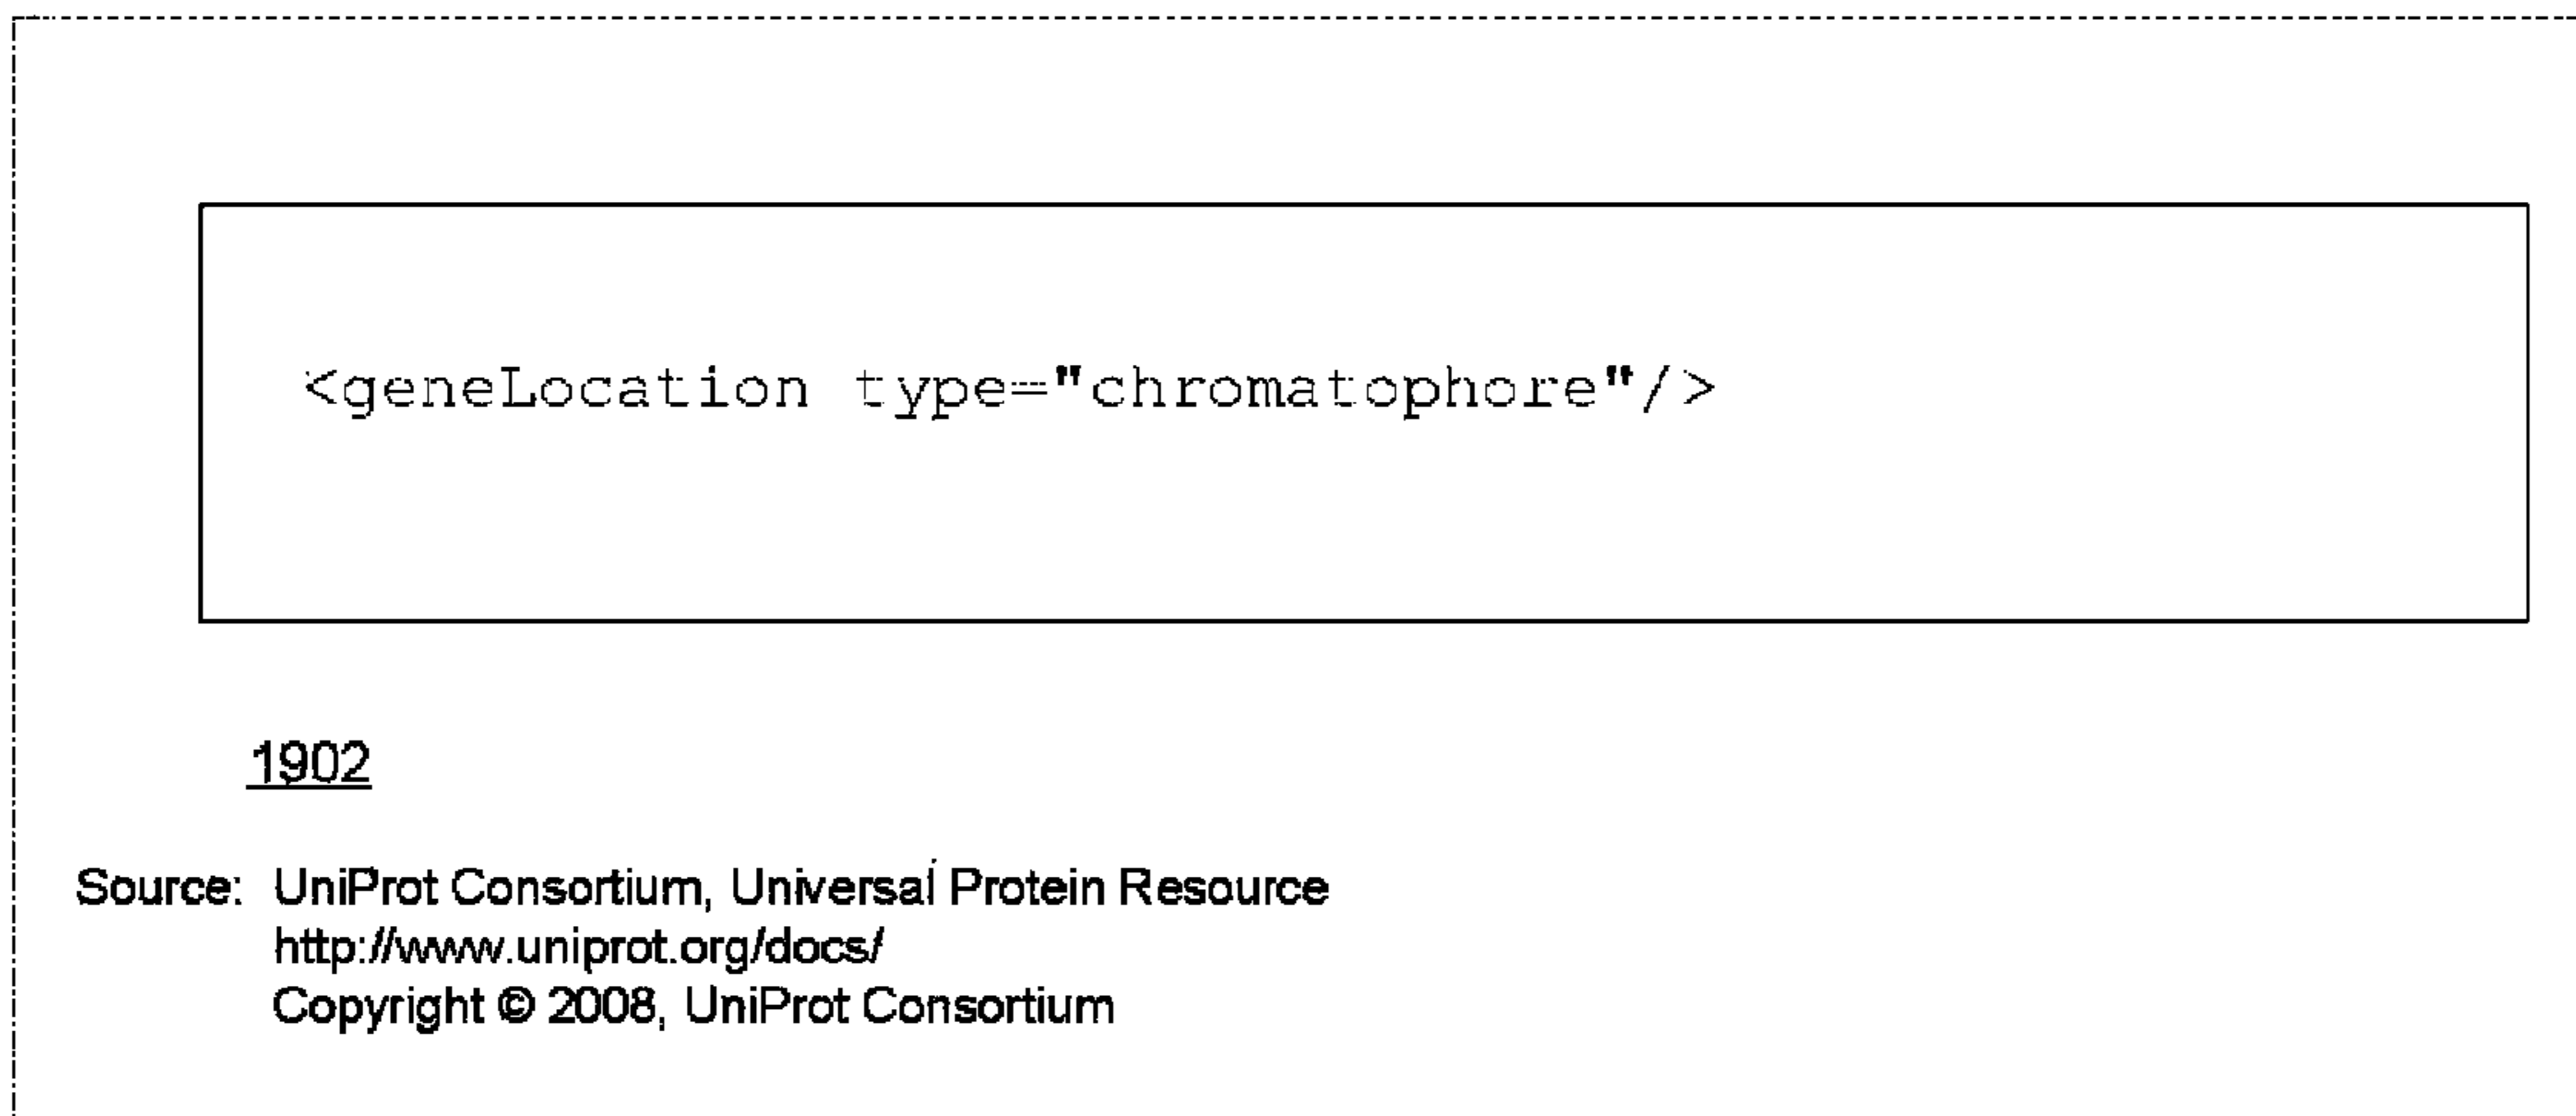 <geneLocation type="chromatophore"/>
1902
Source: UniProt Consortium, Universal Protein Resource
http://www.uniprot.org/docs/
Copyright © 2008, UniProt Consortium